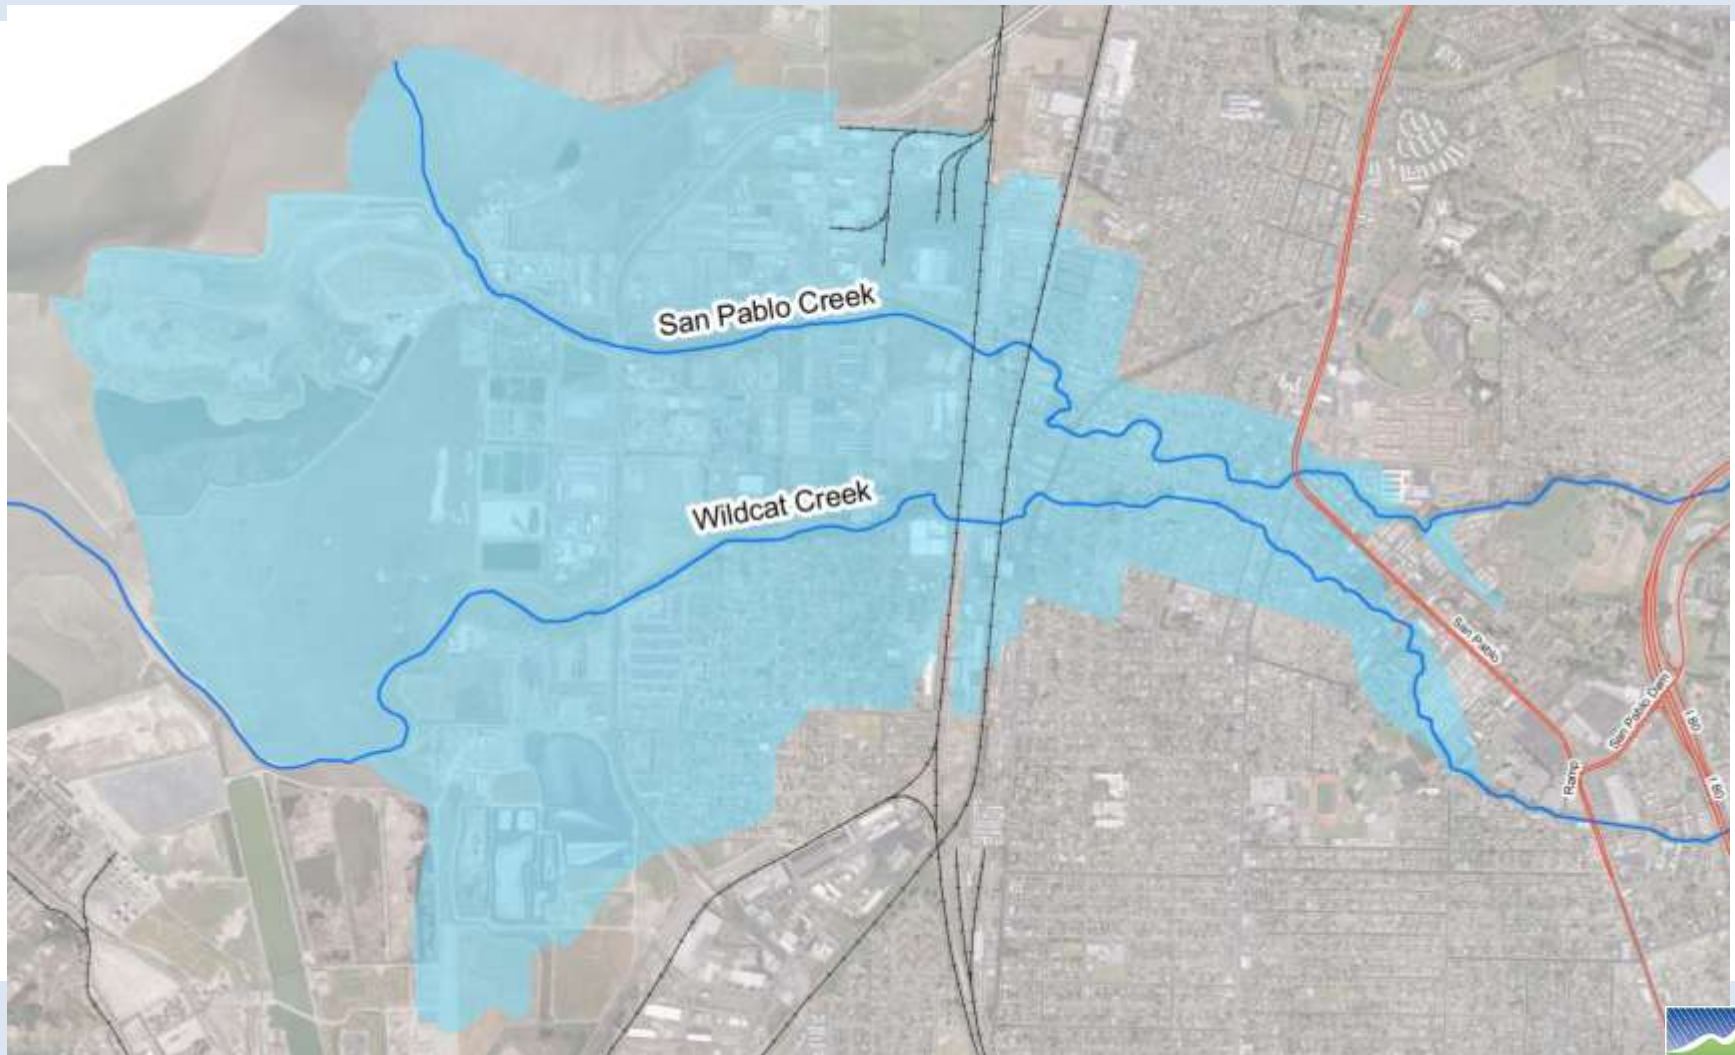 San Pablo Creek
Wildcat Creek
San Pablo
San Pablo Dam
I 80
I 80
Ramp